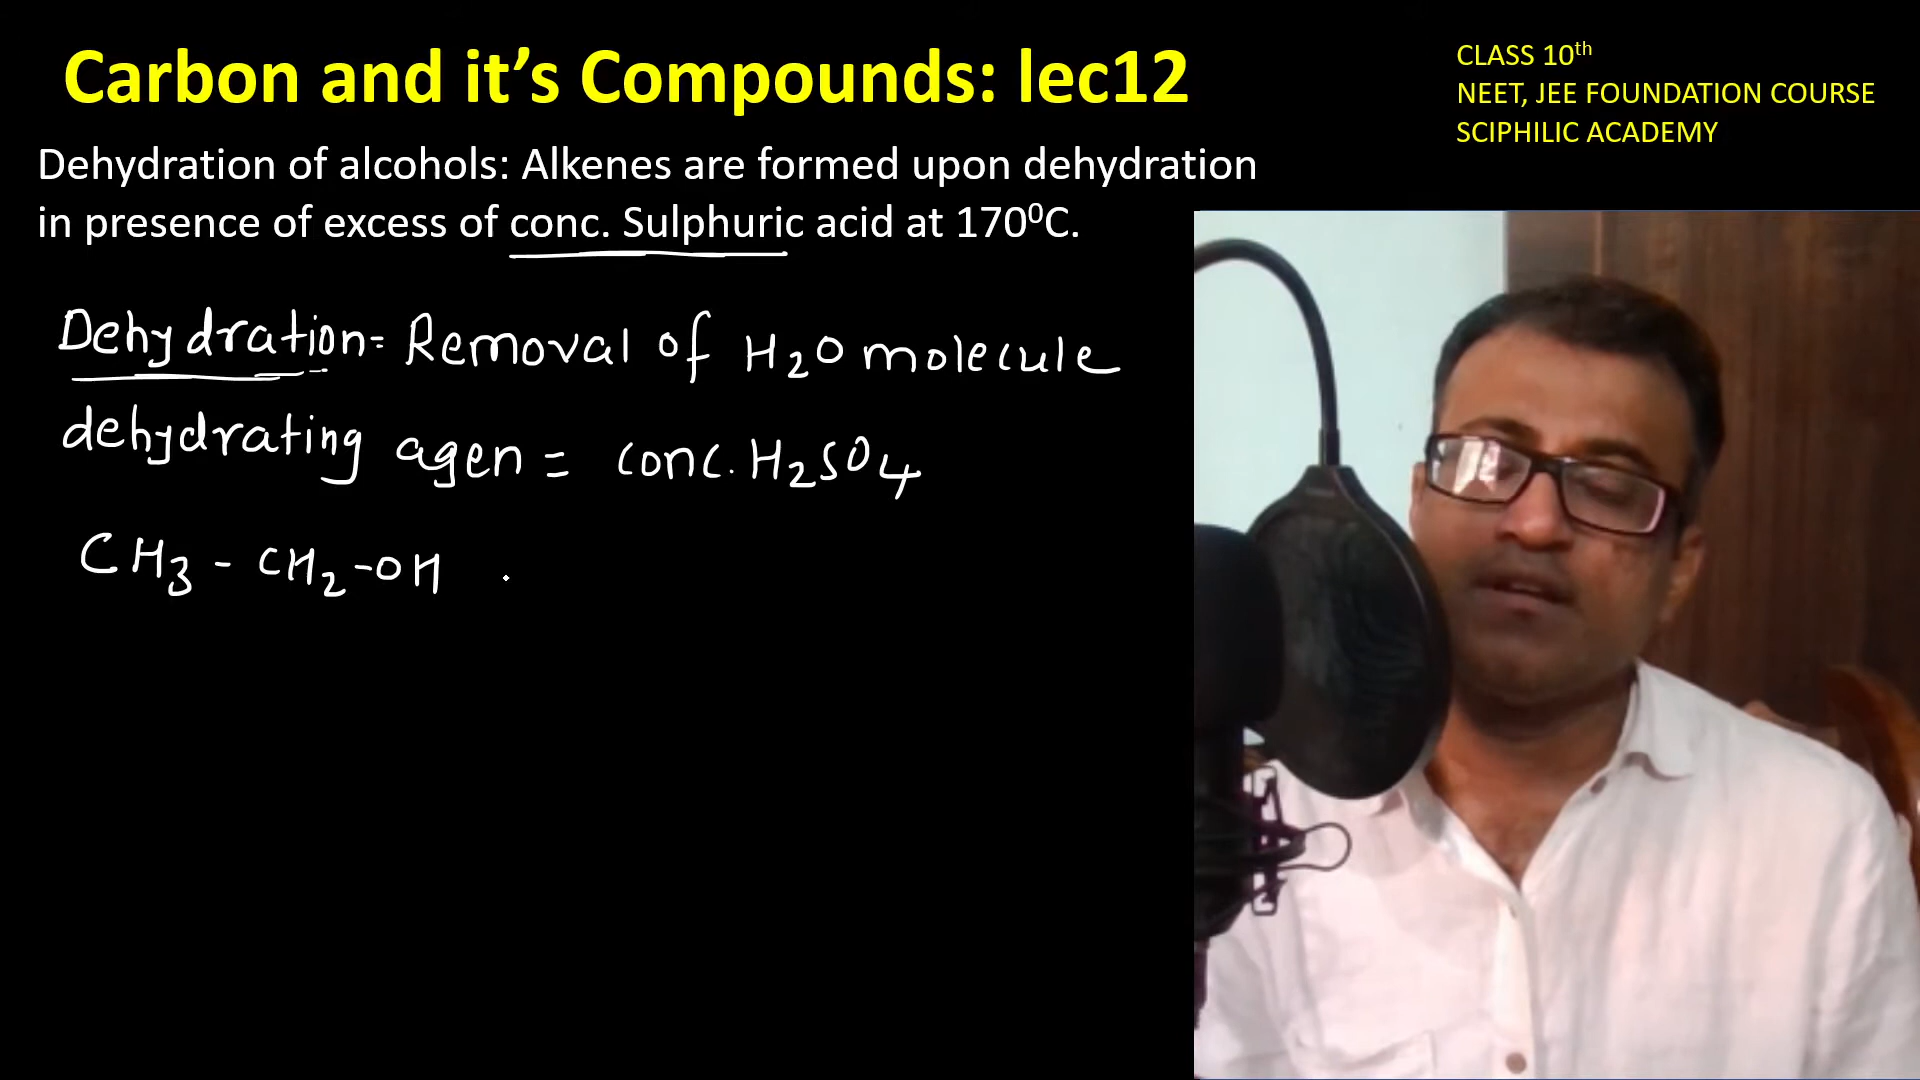 Carbon and it’s Compounds: lec12
CLASS 10th
NEET, JEE FOUNDATION COURSE
SCIPHILIC ACADEMY
Dehydration of alcohols: Alkenes are formed upon dehydration
in presence of excess of conc. Sulphuric acid at 170⁰C.
Dehydration= Removal of H2O molecule
dehydrating agen = conc. H2SO4
CH3 - CH2 -OH